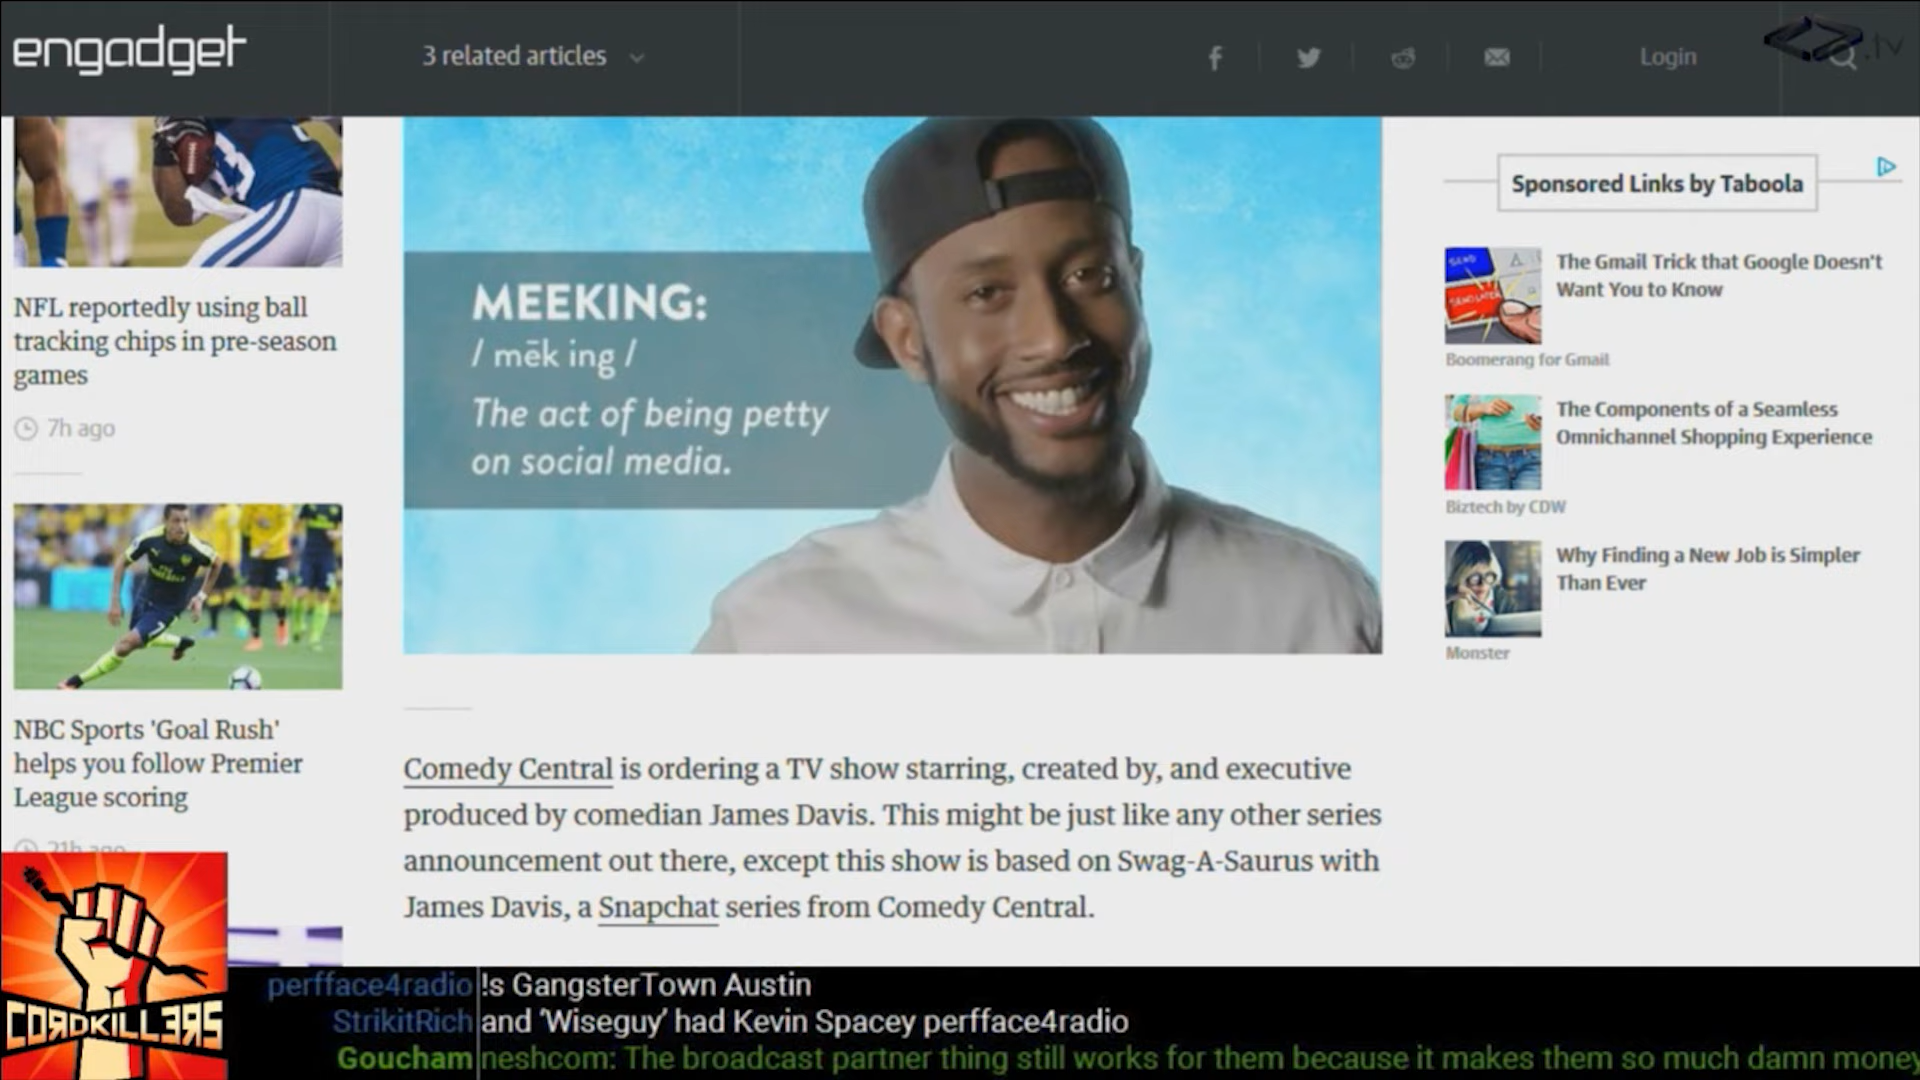 engadget
3 related articles
Login
.tv
NFL reportedly using ball
tracking chips in pre-season
games
7h ago
NBC Sports 'Goal Rush'
helps you follow Premier
League scoring
21h ago
MEEKING:
/ mēk ing /
The act of being petty
on social media.
Comedy Central is ordering a TV show starring, created by, and executive
produced by comedian James Davis. This might be just like any other series
announcement out there, except this show is based on Swag-A-Saurus with
James Davis, a Snapchat series from Comedy Central.
Sponsored Links by Taboola
The Gmail Trick that Google Doesn't
Want You to Know
Boomerang for Gmail
The Components of a Seamless
Omnichannel Shopping Experience
Biztech by CDW
Why Finding a New Job is Simpler
Than Ever
Monster
CORDKILL3RS
perfface4radio !s GangsterTown Austin
StrikitRich and 'Wiseguy' had Kevin Spacey perfface4radio
Goucham neshcom: The broadcast partner thing still works for them because it makes them so much damn money